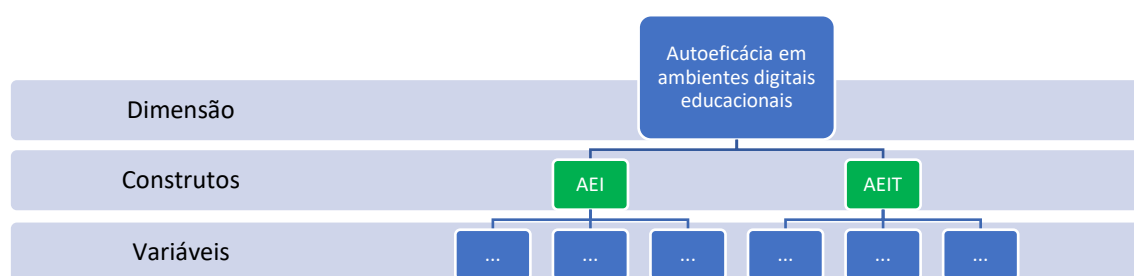 Autoeficácia em
ambientes digitais
educacionais
Dimensão
Construtos
AEI
AEIT
Variáveis
...
...
...
...
...
...